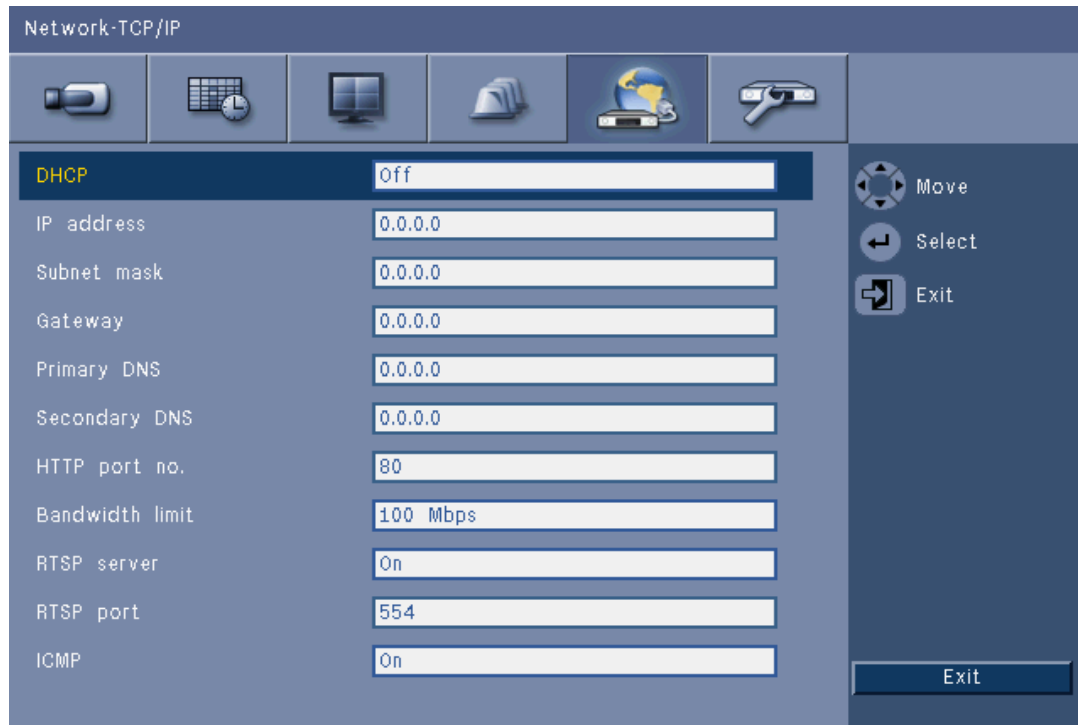 Network-TCP/IP
DHCP Off
IP address 0.0.0.0
Subnet mask 0.0.0.0
Gateway 0.0.0.0
Primary DNS 0.0.0.0
Secondary DNS 0.0.0.0
HTTP port no. 80
Bandwidth limit 100 Mbps
RTSP server On
RTSP port 554
ICMP On
Move
Select
Exit
Exit